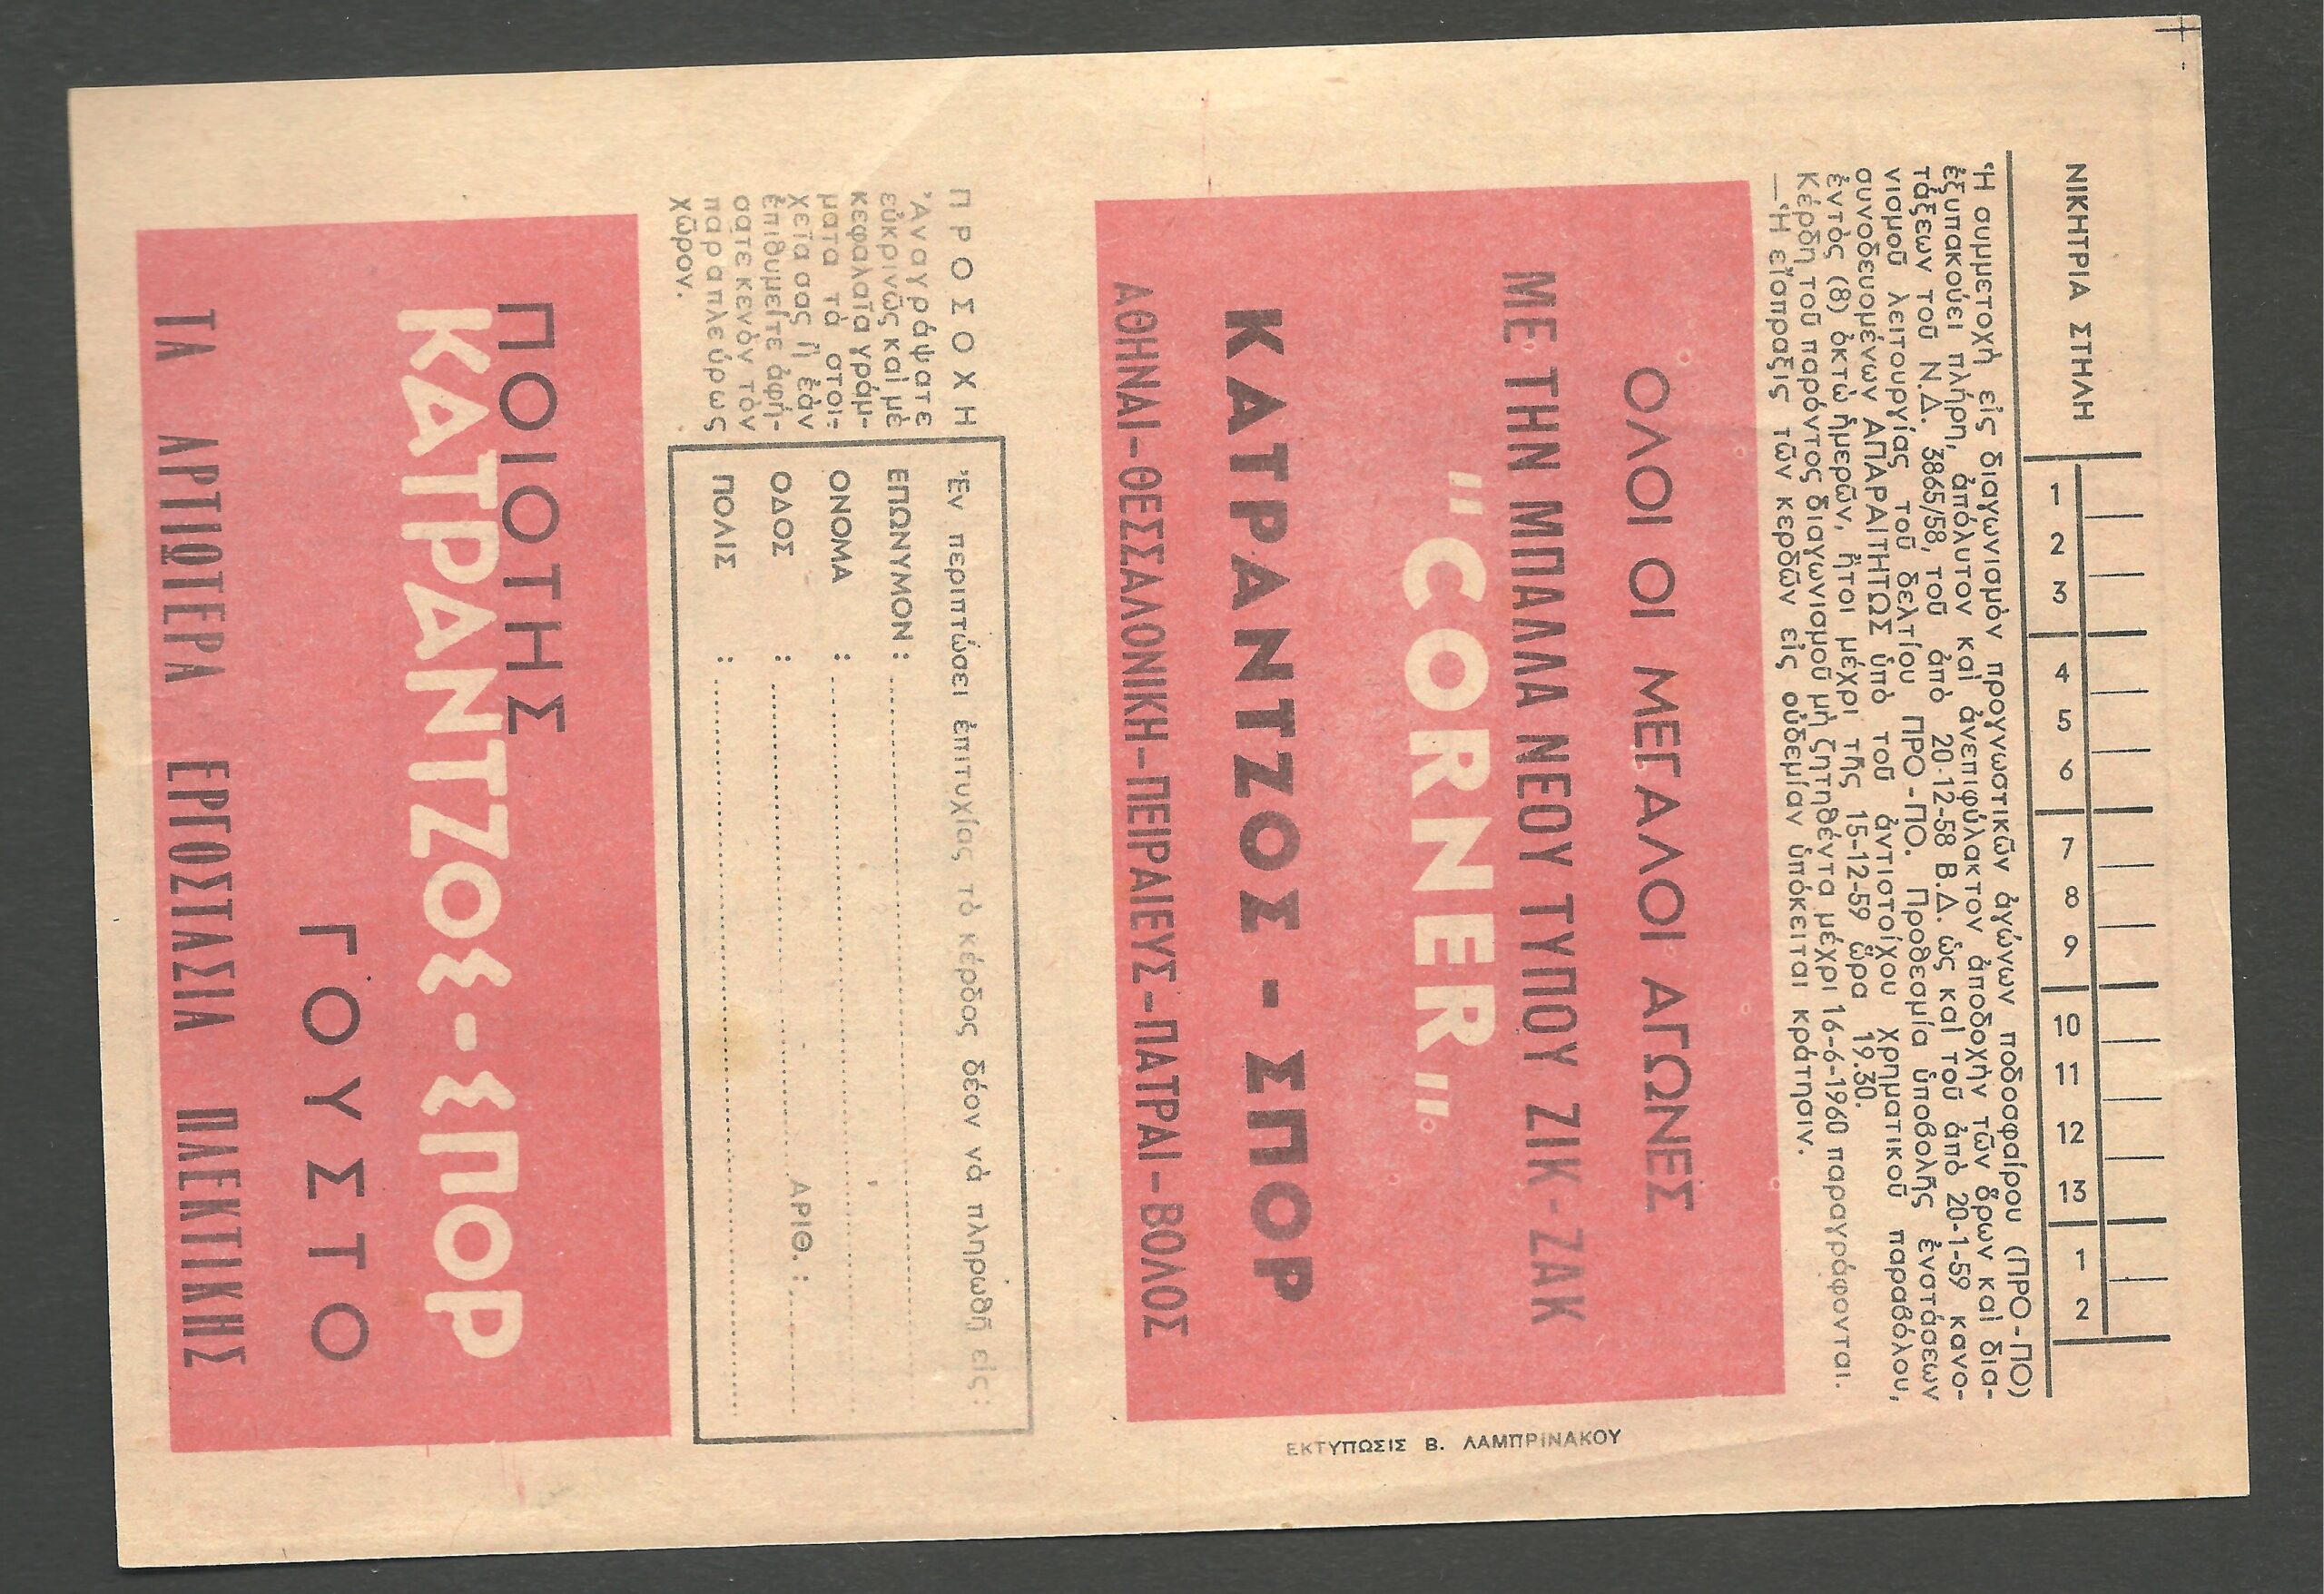 ΝΙΚΗΤΡΙΑ ΣΤΗΛΗ 1 2 3 4 5 6 7 8 9 10 11 12 13 1 2
Ἡ συμμετοχὴ εἰς διαγωνισμὸν προγνωστικῶν ἀγώνων ποδοσφαίρου (ΠΡΟ-ΠΟ)
ἐξυπακούει πλήρη, ἀπόλυτον καὶ ἀνεπιφύλακτον ἀποδοχὴν τῶν ὅρων καὶ δια-
τάξεων τοῦ Ν.Δ. 3865/58, τοῦ ἀπὸ 20-12-58 Β.Δ. ὡς καὶ τοῦ ἀπὸ 20-1-59 κανο-
νισμοῦ λειτουργίας τοῦ δελτίου ΠΡΟ-ΠΟ. Προθεσμία ὑποβολῆς ἐνστάσεων
συνοδευομένων ΑΠΑΡΑΙΤΗΤΩΣ ὑπὸ τοῦ ἀντιστοίχου χρηματικοῦ παραβόλου,
ἐντὸς (8) ὀκτὼ ἡμερῶν, ἤτοι μέχρι τῆς 15-12-59 ὥρα 19.30.
Κέρδη τοῦ παρόντος διαγωνισμοῦ μὴ ζητηθέντα μέχρι 16-6-1960 παραγράφονται.
—Ἡ εἴσπραξις τῶν κερδῶν εἰς οὐδεμίαν ὑπόκειται κράτησιν.
ΟΛΟΙ ΟΙ ΜΕΓΑΛΟΙ ΑΓΩΝΕΣ
ΜΕ ΤΗΝ ΜΠΑΛΛΑ ΝΕΟΥ ΤΥΠΟΥ ΖΙΚ-ΖΑΚ
"CORNER"
ΚΑΤΡΑΝΤΖΟΣ - ΣΠΟΡ
ΑΘΗΝΑΙ-ΘΕΣΣΑΛΟΝΙΚΗ-ΠΕΙΡΑΙΕΥΣ-ΠΑΤΡΑΙ-ΒΟΛΟΣ
ΕΚΤΥΠΩΣΙΣ Β. ΛΑΜΠΡΙΝΑΚΟΥ
ΠΡΟΣΟΧΗ
Ἀναγράψατε
εὐκρινῶς καὶ μὲ
κεφαλαῖα γράμ-
ματα τὰ στοι-
χεῖα σας ἢ ἐὰν
ἐπιθυμεῖτε ἀφή-
σατε κενὸν τὸν
παραπλεύρως
χῶρον.
Ἐν περιπτώσει ἐπιτυχίας τὸ κέρδος δέον νὰ πληρωθῇ εἰς:
ΕΠΩΝΥΜΟΝ :
ΟΝΟΜΑ :
ΟΔΟΣ : ΑΡΙΘ. :
ΠΟΛΙΣ :
ΠΟΙΟΤΗΣ
ΚΑΤΡΑΝΤΖΟΣ-ΣΠΟΡ
ΓΟΥΣΤΟ
ΤΑ ΑΡΤΙΩΤΕΡΑ ΕΡΓΟΣΤΑΣΙΑ ΠΛΕΚΤΙΚΗΣ